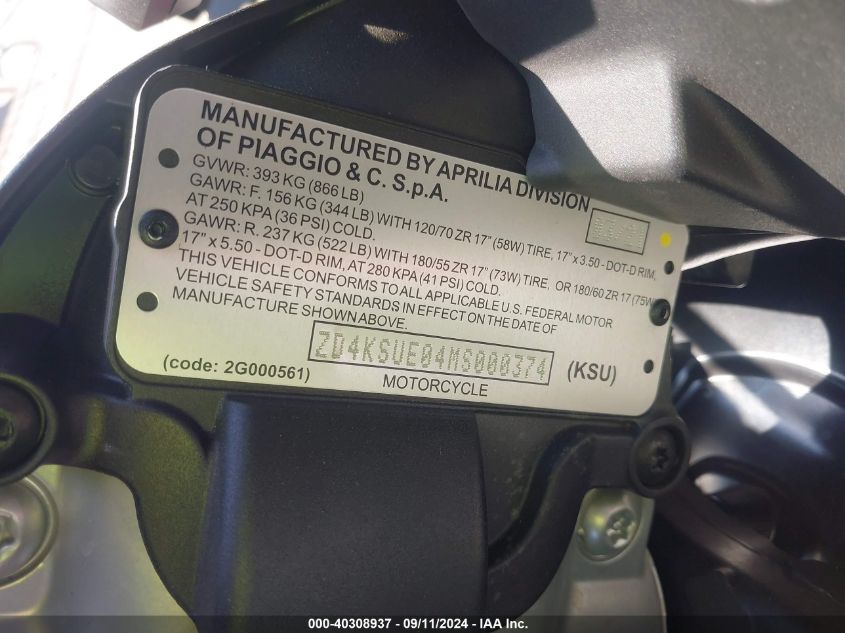 MANUFACTURED BY APRILIA DIVISION
OF PIAGGIO & C. S.p.A.
GVWR: 393 KG (866 LB)
GAWR: F. 156 KG (344 LB) WITH 120/70 ZR 17" (58W) TIRE, 17" x 3.50 - DOT-D RIM,
AT 250 KPA (36 PSI) COLD.
GAWR: R. 237 KG (522 LB) WITH 180/55 ZR 17" (73W) TIRE, OR 180/60 ZR 17 (75W)
17" x 5.50 - DOT-D RIM, AT 280 KPA (41 PSI) COLD.
THIS VEHICLE CONFORMS TO ALL APPLICABLE U.S. FEDERAL MOTOR
VEHICLE SAFETY STANDARDS IN EFFECT ON THE DATE OF
MANUFACTURE SHOWN ABOVE.
ZD4KSUE04MS000374
(code: 2G000561)
(KSU)
MOTORCYCLE
000-40308937 - 09/11/2024 - IAA Inc.